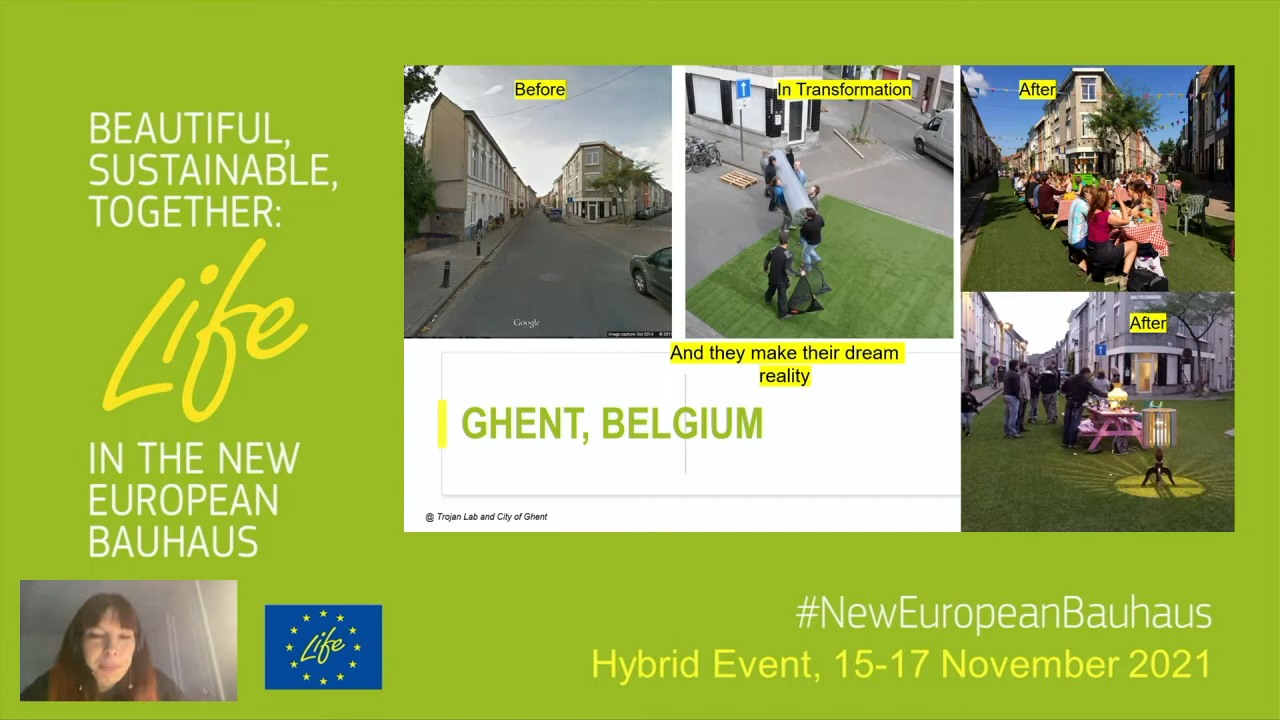 BEAUTIFUL,
SUSTAINABLE,
TOGETHER:
Life
IN THE NEW
EUROPEAN
BAUHAUS
Before
In Transformation
After
After
Google
And they make their dream
reality
GHENT, BELGIUM
@ Trojan Lab and City of Ghent
Life
#NewEuropeanBauhaus
Hybrid Event, 15-17 November 2021